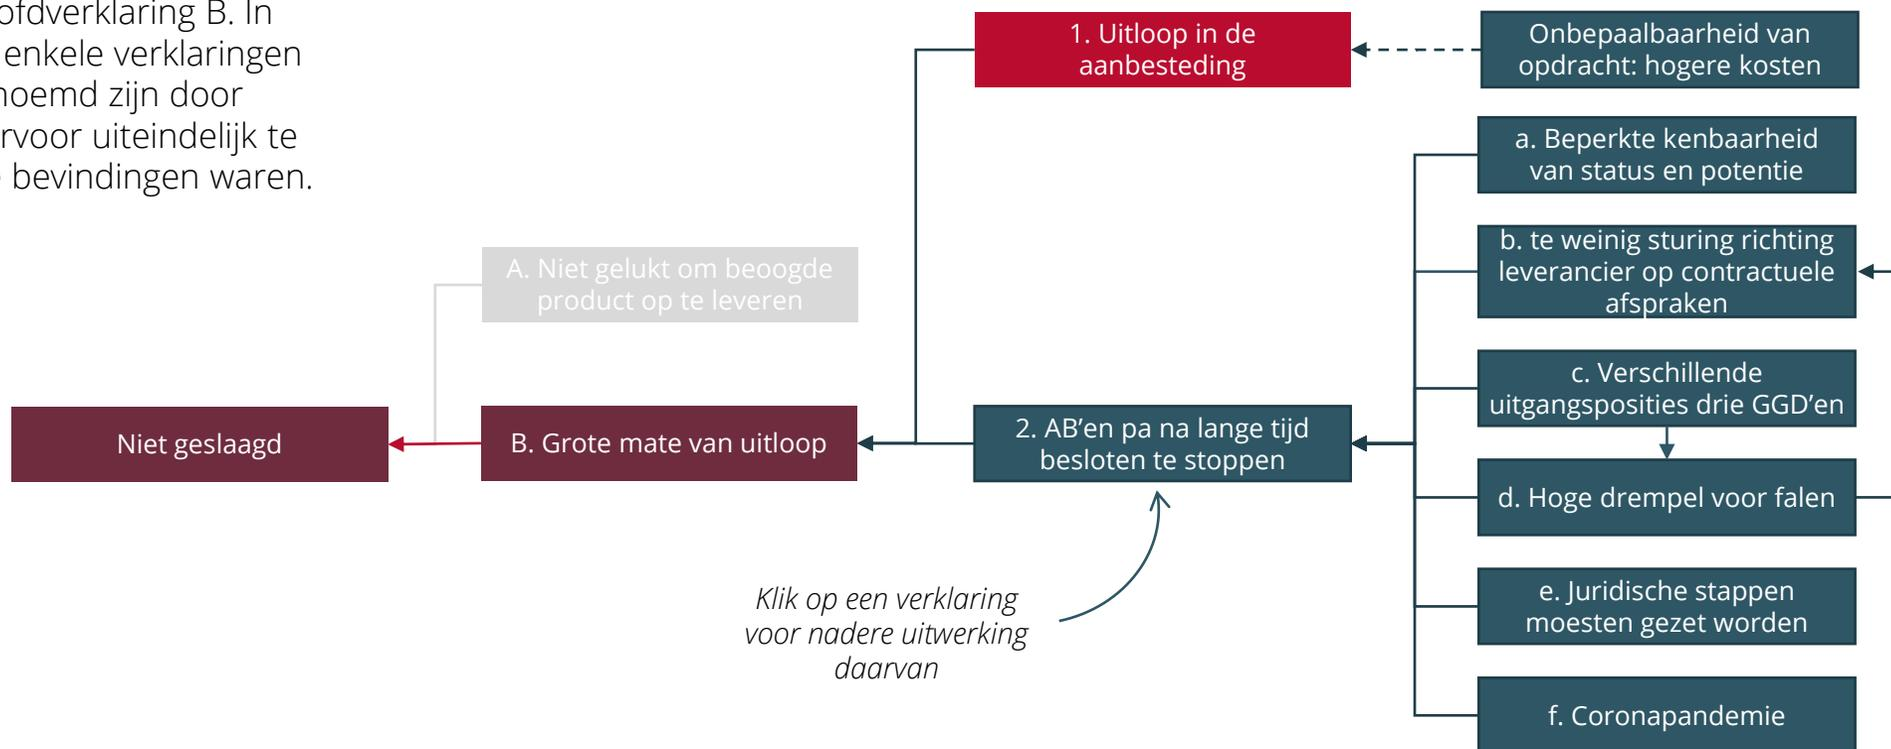 ofdverklaring B. In
enkele verklaringen
noemd zijn door
rvoor uiteindelijk te
bevindingen waren.
1. Uitloop in de
aanbesteding
Onbepaalbaarheid van
opdracht: hogere kosten
a. Beperkte kenbaarheid
van status en potentie
b. te weinig sturing richting
leverancier op contractuele
afspraken
A. Niet gelukt om beoogde
product op te leveren
c. Verschillende
uitgangsposities drie GGD’en
Niet geslaagd
B. Grote mate van uitloop
2. AB’en pa na lange tijd
besloten te stoppen
d. Hoge drempel voor falen
Klik op een verklaring
voor nadere uitwerking
daarvan
e. Juridische stappen
moesten gezet worden
f. Coronapandemie